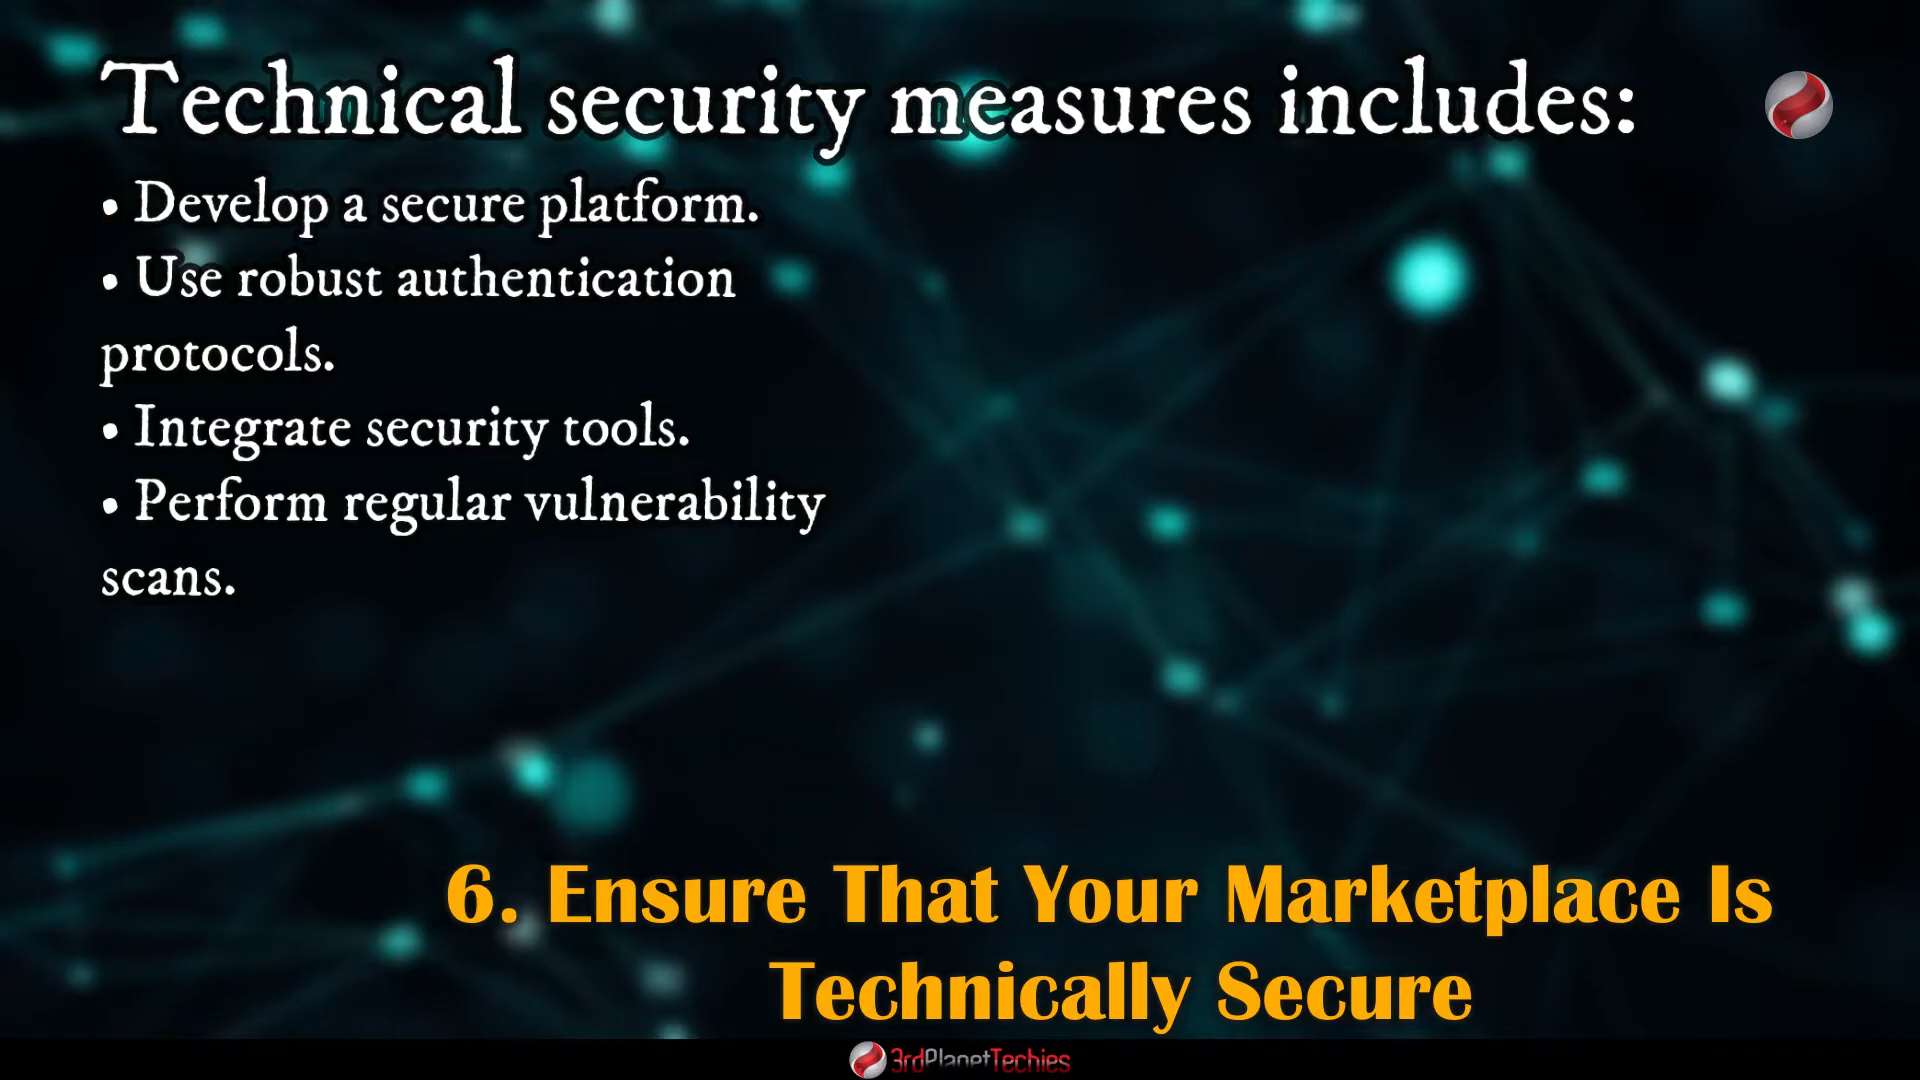 Technical security measures includes:
• Develop a secure platform.
• Use robust authentication
protocols.
• Integrate security tools.
• Perform regular vulnerability
scans.
6. Ensure That Your Marketplace Is
Technically Secure
3rdPlanetTechies